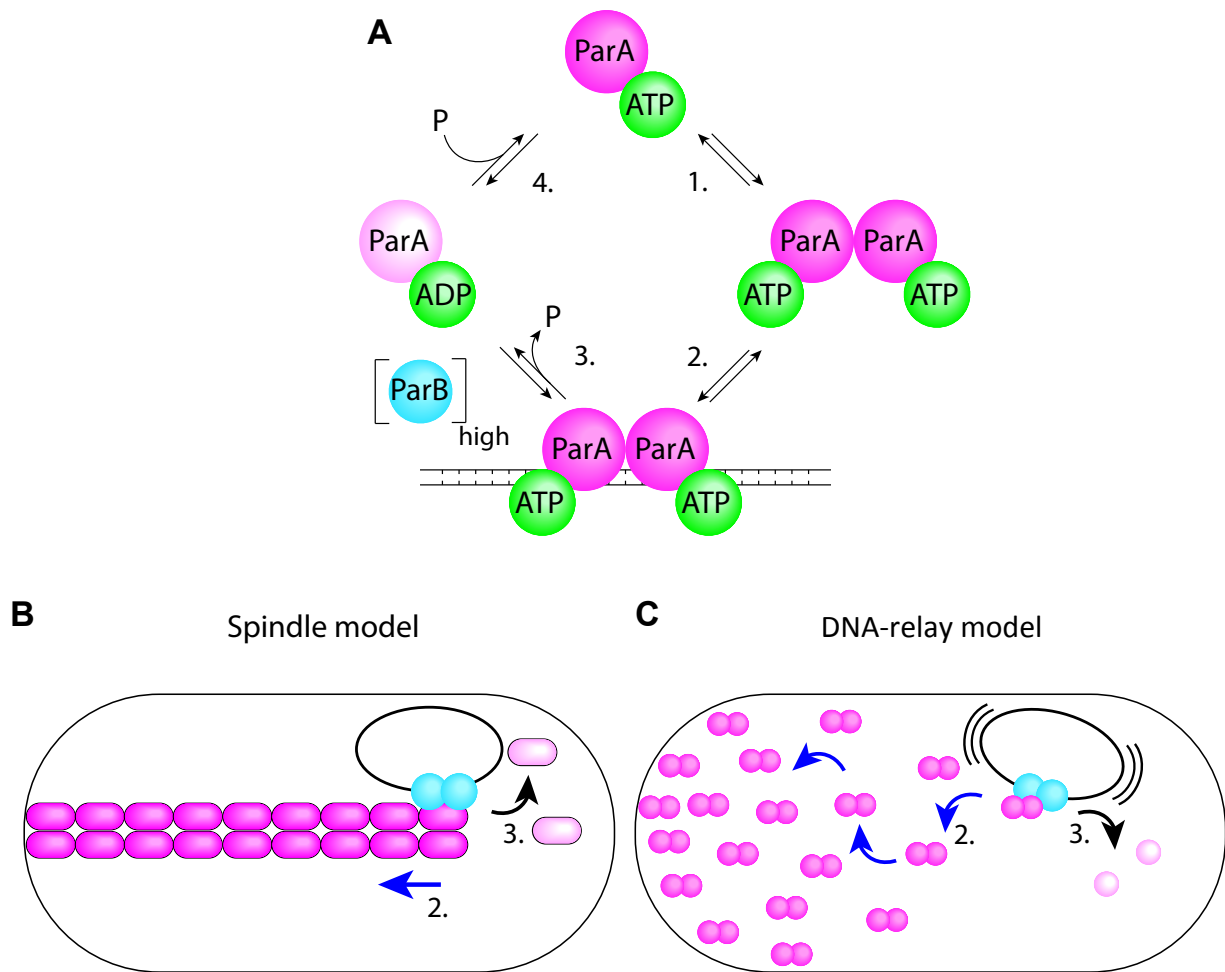 A
ParA
ATP
P
4.
1.
ParA
ADP
ParA ParA
ATP ATP
P
3.
2.
ParB
high
ParA ParA
ATP ATP
B
Spindle model
3.
2.
C
DNA-relay model
2.
3.